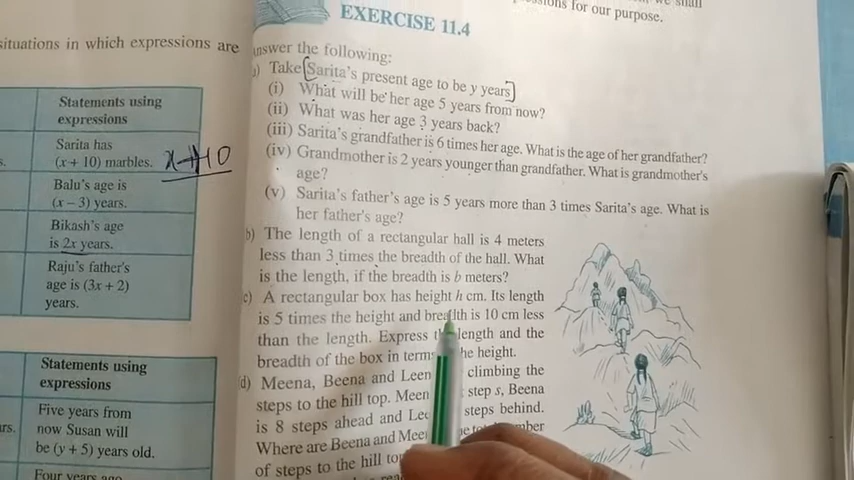 situations in which expressions are
Statements using
expressions
Sarita has
(x + 10) marbles.
x + 10
Balu's age is
(x – 3) years.
Bikash's age
is 2x years.
Raju's father's
age is (3x + 2)
years.
Statements using
expressions
Five years from
now Susan will
be (y + 5) years old.
Four years ago
for our purpose.
EXERCISE 11.4
Answer the following:
a) Take Sarita's present age to be y years
(i) What will be her age 5 years from now?
(ii) What was her age 3 years back?
(iii) Sarita's grandfather is 6 times her age. What is the age of her grandfather?
(iv) Grandmother is 2 years younger than grandfather. What is grandmother's
age?
(v) Sarita's father's age is 5 years more than 3 times Sarita's age. What is
her father's age?
b) The length of a rectangular hall is 4 meters
less than 3 times the breadth of the hall. What
is the length, if the breadth is b meters?
c) A rectangular box has height h cm. Its length
is 5 times the height and breadth is 10 cm less
than the length. Express the length and the
breadth of the box in terms the height.
(d) Meena, Beena and Leena climbing the
steps to the hill top. Meena step s, Beena
is 8 steps ahead and Leena steps behind.
Where are Beena and Meena number
of steps to the hill top